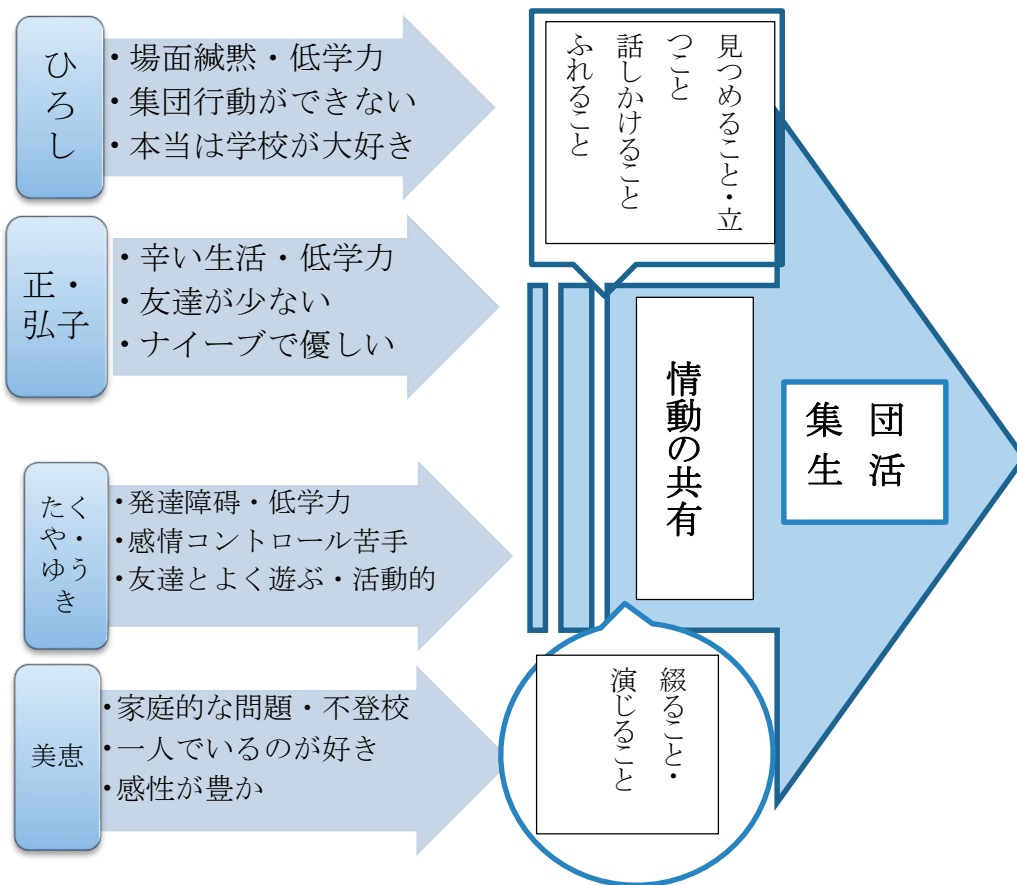 ひろし
・場面緘黙・低学力
・集団行動ができない
・本当は学校が大好き
正・
弘子
・辛い生活・低学力
・友達が少ない
・ナイーブで優しい
たく
や・
ゆう
き
・発達障碍・低学力
・感情コントロール苦手
・友達とよく遊ぶ・活動的
美恵
・家庭的な問題・不登校
・一人でいるのが好き
・感性が豊か
見つめること・立
つこと
話しかけること
ふれること
情動の共有
綴ること・
演じること
集団
生活